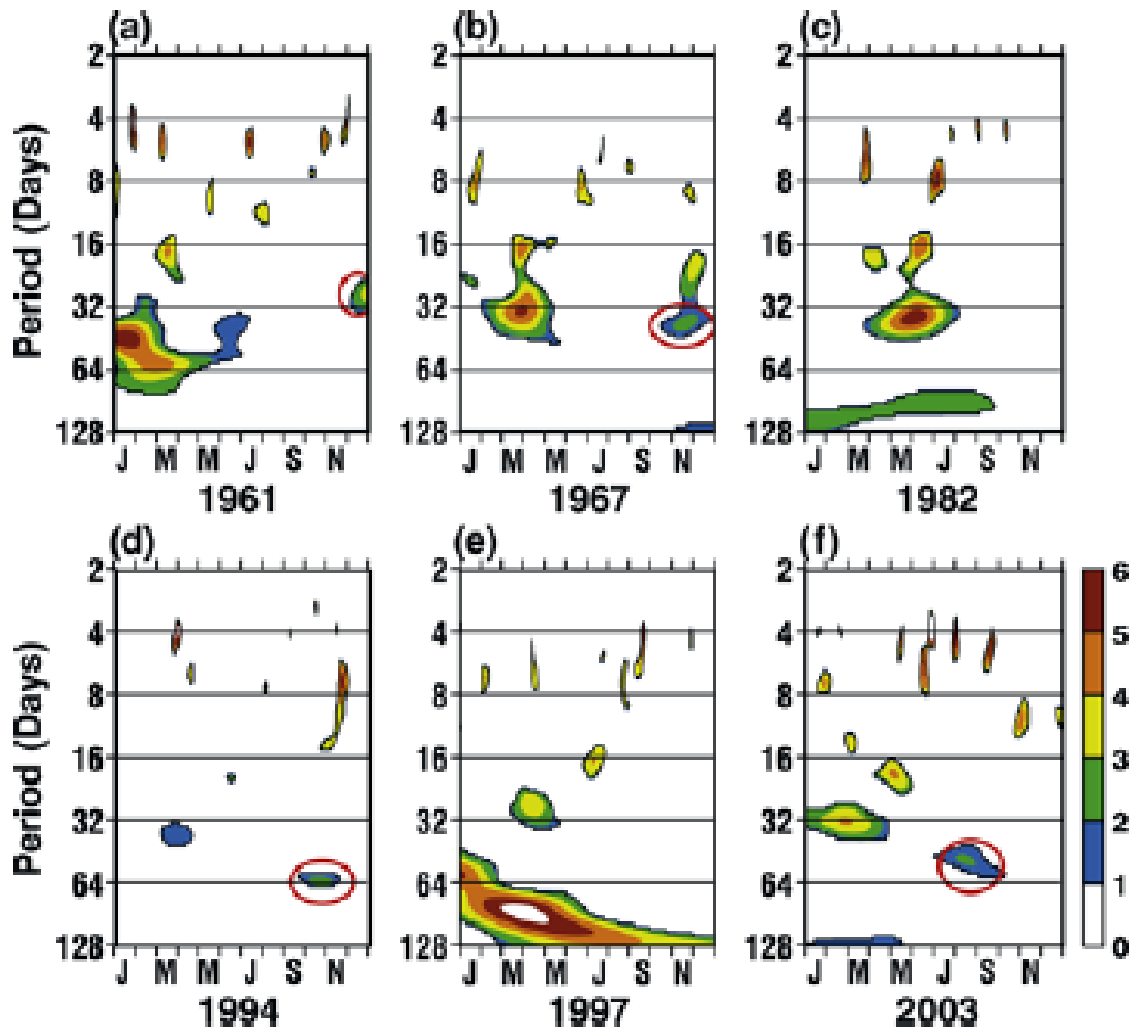 (a) (b) (c)
2 2 2
4 4 4
8 8 8
16 16 16
32 32 32
64 64 64
128 128 128
Period (Days)
J M M J S N J M M J S N J M M J S N
1961 1967 1982
(d) (e) (f)
2 2 2 6
4 4 4 5
8 8 8 4
16 16 16 3
32 32 32 2
64 64 64 1
128 128 128 0
Period (Days)
J M M J S N J M M J S N J M M J S N
1994 1997 2003